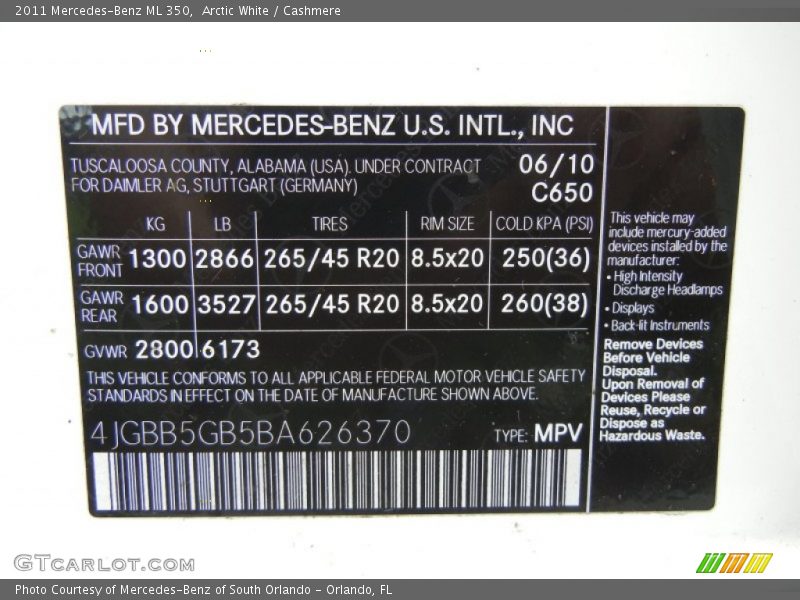 2011 Mercedes-Benz ML 350,  Arctic White / Cashmere
MFD BY MERCEDES-BENZ U.S. INTL., INC
TUSCALOOSA COUNTY, ALABAMA (USA). UNDER CONTRACT
FOR DAIMLER AG, STUTTGART (GERMANY)
06/10
C650
KG LB TIRES RIM SIZE COLD KPA (PSI)
GAWR FRONT 1300 2866 265/45 R20 8.5x20 250(36)
GAWR REAR 1600 3527 265/45 R20 8.5x20 260(38)
GVWR 2800 6173
THIS VEHICLE CONFORMS TO ALL APPLICABLE FEDERAL MOTOR VEHICLE SAFETY
STANDARDS IN EFFECT ON THE DATE OF MANUFACTURE SHOWN ABOVE.
4JGBB5GB5BA626370 TYPE: MPV
This vehicle may
include mercury-added
devices installed by the
manufacturer:
• High Intensity
Discharge Headlamps
• Displays
• Back-lit Instruments
Remove Devices
Before Vehicle
Disposal.
Upon Removal of
Devices Please
Reuse, Recycle or
Dispose as
Hazardous Waste.
GTCARLOT.COM
Photo Courtesy of Mercedes-Benz of South Orlando - Orlando, FL